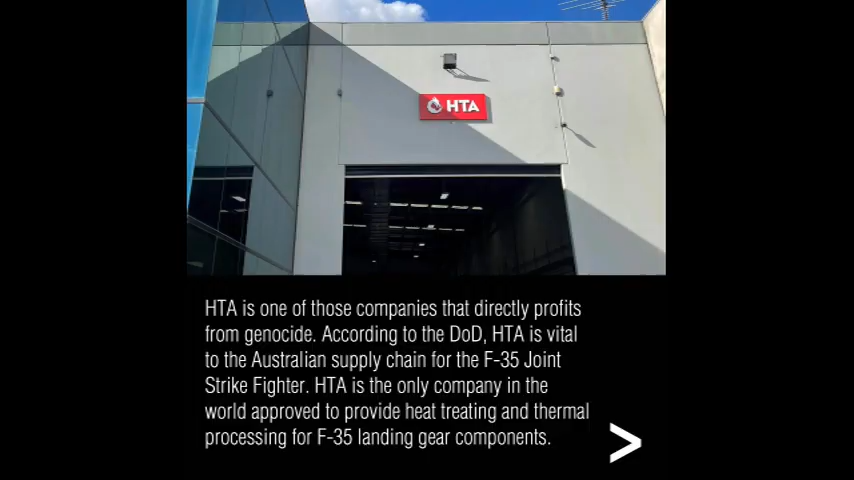 HTA
HTA is one of those companies that directly profits
from genocide. According to the DoD, HTA is vital
to the Australian supply chain for the F-35 Joint
Strike Fighter. HTA is the only company in the
world approved to provide heat treating and thermal
processing for F-35 landing gear components.
>